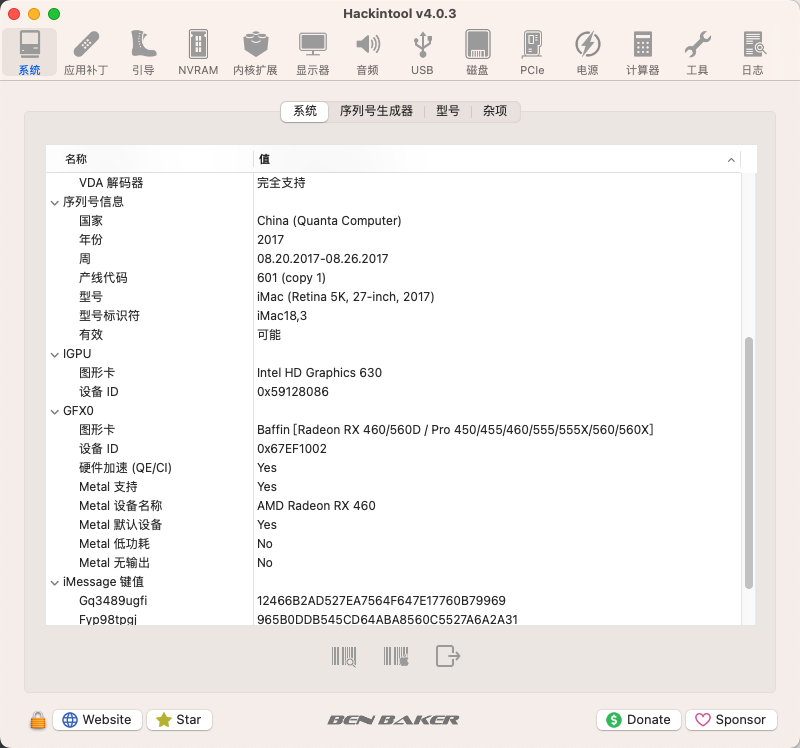 Hackintool v4.0.3
系统 应用补丁 引导 NVRAM 内核扩展 显示器 音频 USB 磁盘 PCIe 电源 计算器 工具 日志
系统 序列号生成器 型号 杂项
名称 值
VDA 解码器 完全支持
序列号信息
国家 China (Quanta Computer)
年份 2017
周 08.20.2017-08.26.2017
产线代码 601 (copy 1)
型号 iMac (Retina 5K, 27-inch, 2017)
型号标识符 iMac18,3
有效 可能
IGPU
图形卡 Intel HD Graphics 630
设备 ID 0x59128086
GFX0
图形卡 Baffin [Radeon RX 460/560D / Pro 450/455/460/555/555X/560/560X]
设备 ID 0x67EF1002
硬件加速 (QE/CI) Yes
Metal 支持 Yes
Metal 设备名称 AMD Radeon RX 460
Metal 默认设备 Yes
Metal 低功耗 No
Metal 无输出 No
iMessage 键值
Gq3489ugfi 12466B2AD527EA7564F647E17760B79969
Fyp98tpgj 965B0DDB545CD64ABA8560C5527A6A2A31
Website Star BEN BAKER Donate Sponsor